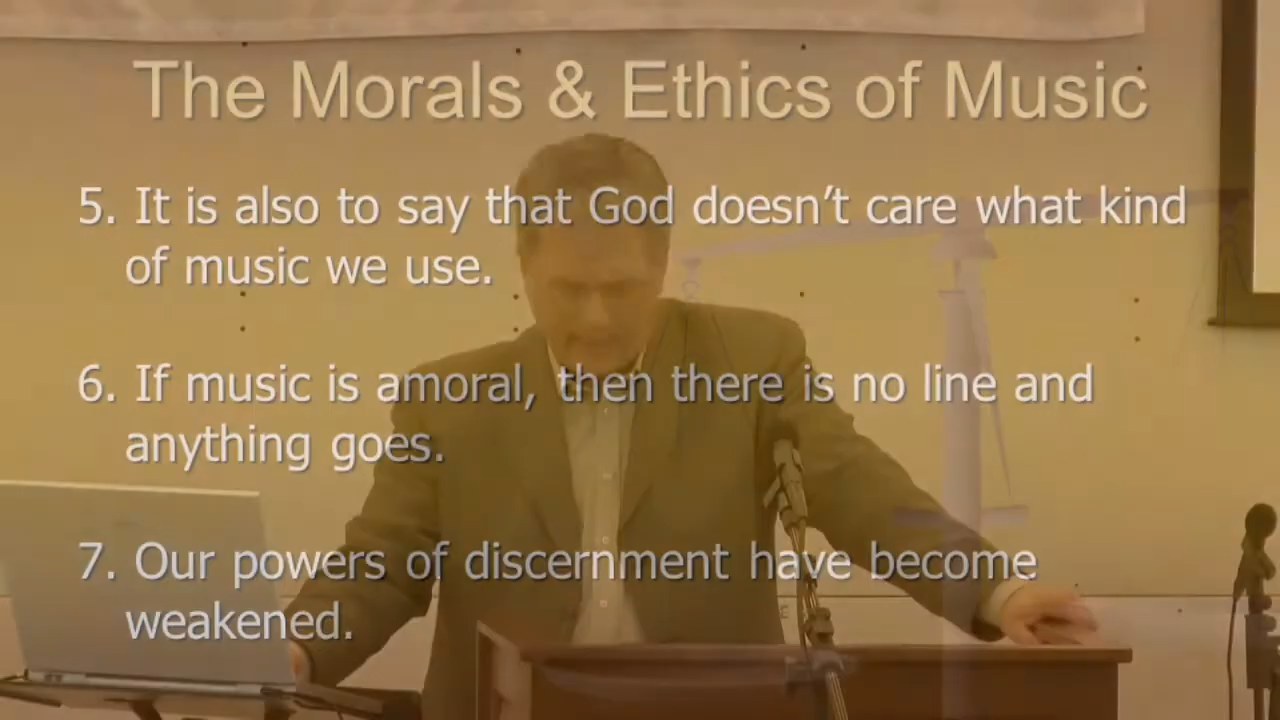 The Morals & Ethics of Music
5. It is also to say that God doesn’t care what kind
of music we use.
6. If music is amoral, then there is no line and
anything goes.
7. Our powers of discernment have become
weakened.